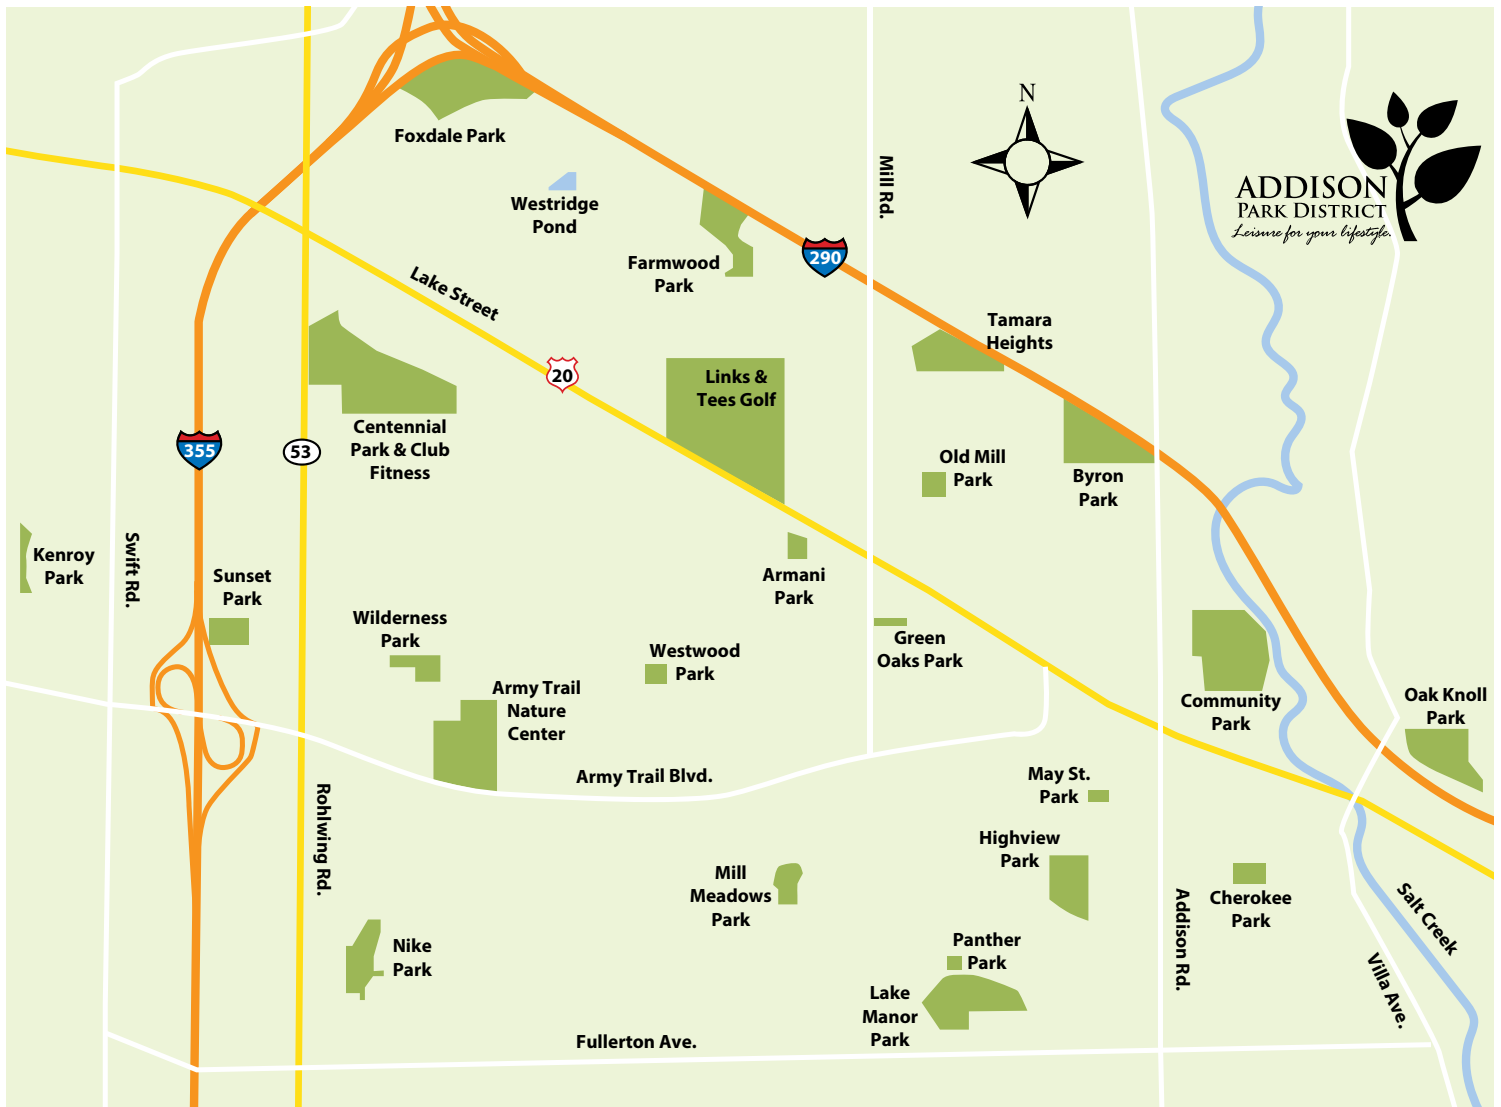 Foxdale Park
Westridge
Pond
Farmwood
Park
Mill Rd.
N
ADDISON
PARK DISTRICT
Leisure for your lifestyle.
290
Lake Street
20
Tamara
Heights
Links &
Tees Golf
Centennial
Park & Club
Fitness
355
53
Old Mill
Park
Byron
Park
Kenroy
Park
Swift Rd.
Sunset
Park
Armani
Park
Wilderness
Park
Westwood
Park
Green
Oaks Park
Army Trail
Nature
Center
Community
Park
Oak Knoll
Park
Army Trail Blvd.
May St.
Park
Rohlwing Rd.
Highview
Park
Mill
Meadows
Park
Cherokee
Park
Addison Rd.
Salt Creek
Nike
Park
Panther
Park
Villa Ave.
Lake
Manor
Park
Fullerton Ave.